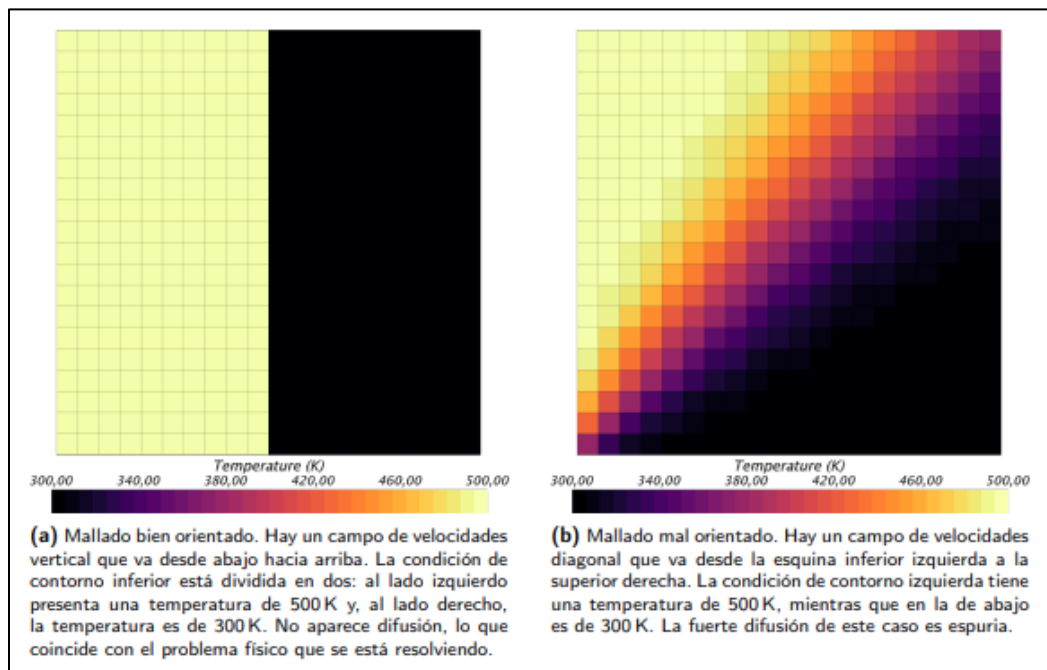 Temperature (K)
300,00 340,00 380,00 420,00 460,00 500,00
(a) Mallado bien orientado. Hay un campo de velocidades
vertical que va desde abajo hacia arriba. La condición de
contorno inferior está dividida en dos: al lado izquierdo
presenta una temperatura de 500 K y, al lado derecho,
la temperatura es de 300 K. No aparece difusión, lo que
coincide con el problema físico que se está resolviendo.
Temperature (K)
300,00 340,00 380,00 420,00 460,00 500,00
(b) Mallado mal orientado. Hay un campo de velocidades
diagonal que va desde la esquina inferior izquierda a la
superior derecha. La condición de contorno izquierda tiene
una temperatura de 500 K, mientras que en la de abajo
es de 300 K. La fuerte difusión de este caso es espuria.